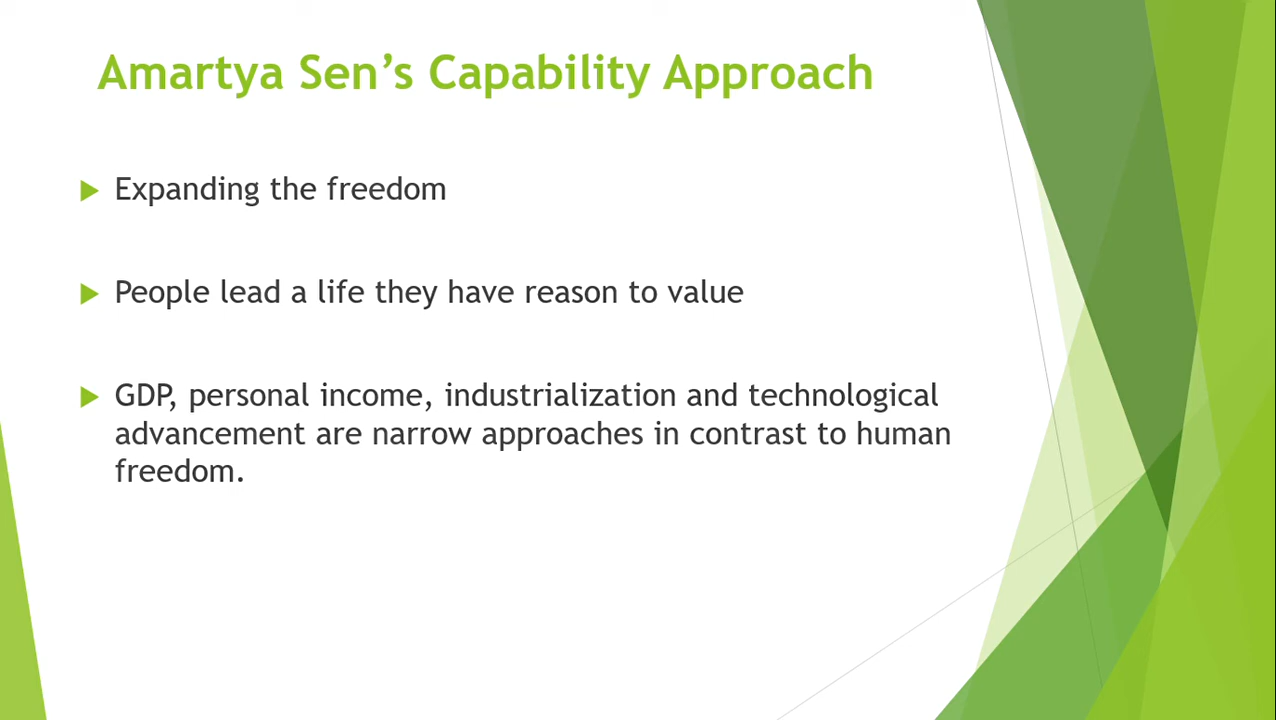 Amartya Sen’s Capability Approach
Expanding the freedom
People lead a life they have reason to value
GDP, personal income, industrialization and technological
advancement are narrow approaches in contrast to human
freedom.